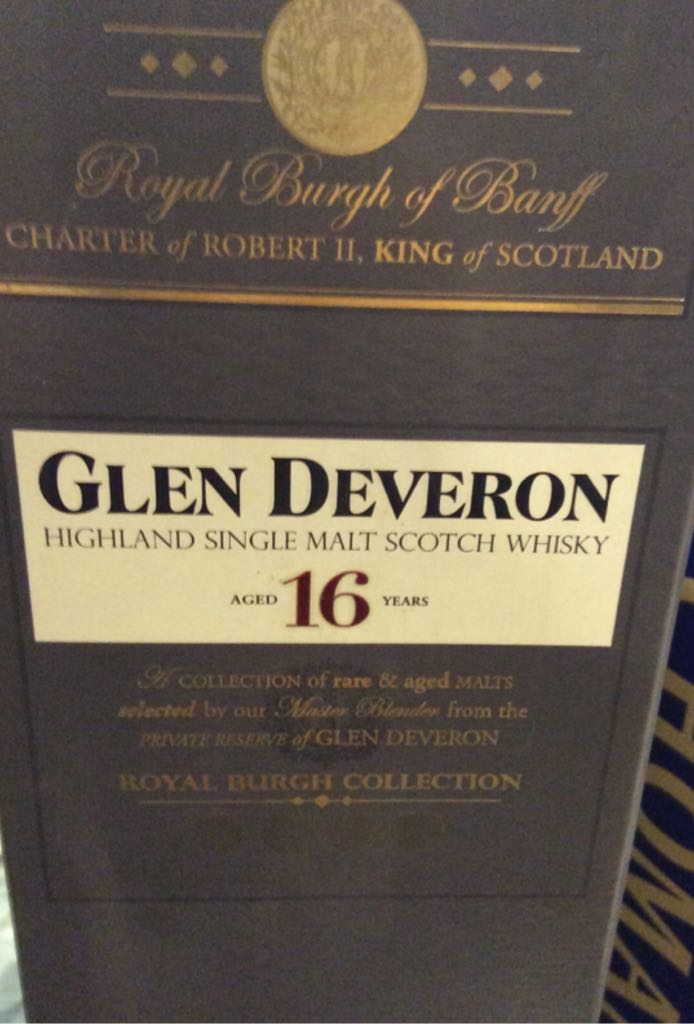 Royal Burgh of Banff
CHARTER of ROBERT II, KING of SCOTLAND
GLEN DEVERON
HIGHLAND SINGLE MALT SCOTCH WHISKY
AGED 16 YEARS
A COLLECTION of rare & aged MALTS
selected by our Master Blender from the
PRIVATE RESERVE of GLEN DEVERON
ROYAL BURGH COLLECTION